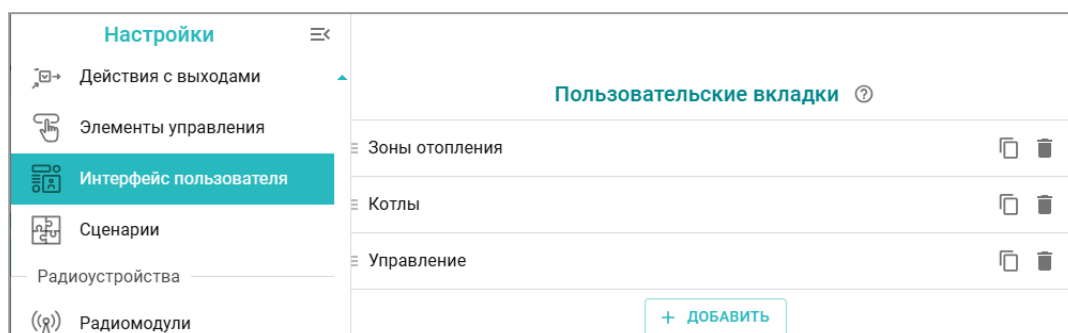 Настройки
Действия с выходами
Элементы управления
Интерфейс пользователя
Сценарии
Радиоустройства
Радиомодули
Пользовательские вкладки
Зоны отопления
Котлы
Управление
+ ДОБАВИТЬ